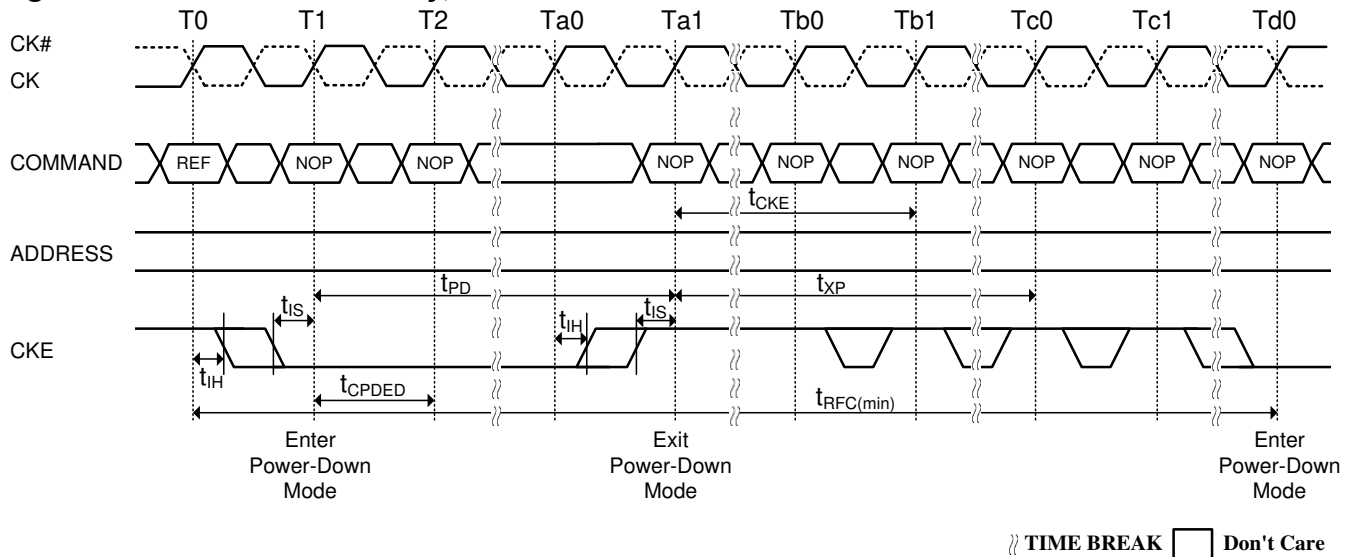 T0 T1 T2 Ta0 Ta1 Tb0 Tb1 Tc0 Tc1 Td0
CK#
CK
COMMAND REF NOP NOP NOP NOP NOP NOP NOP NOP
tCKE
ADDRESS
tPD tXP
tIS tIH tIS
CKE
tIH tCPDED
tRFC(min)
Enter Power-Down Mode
Exit Power-Down Mode
Enter Power-Down Mode
TIME BREAK Don't Care